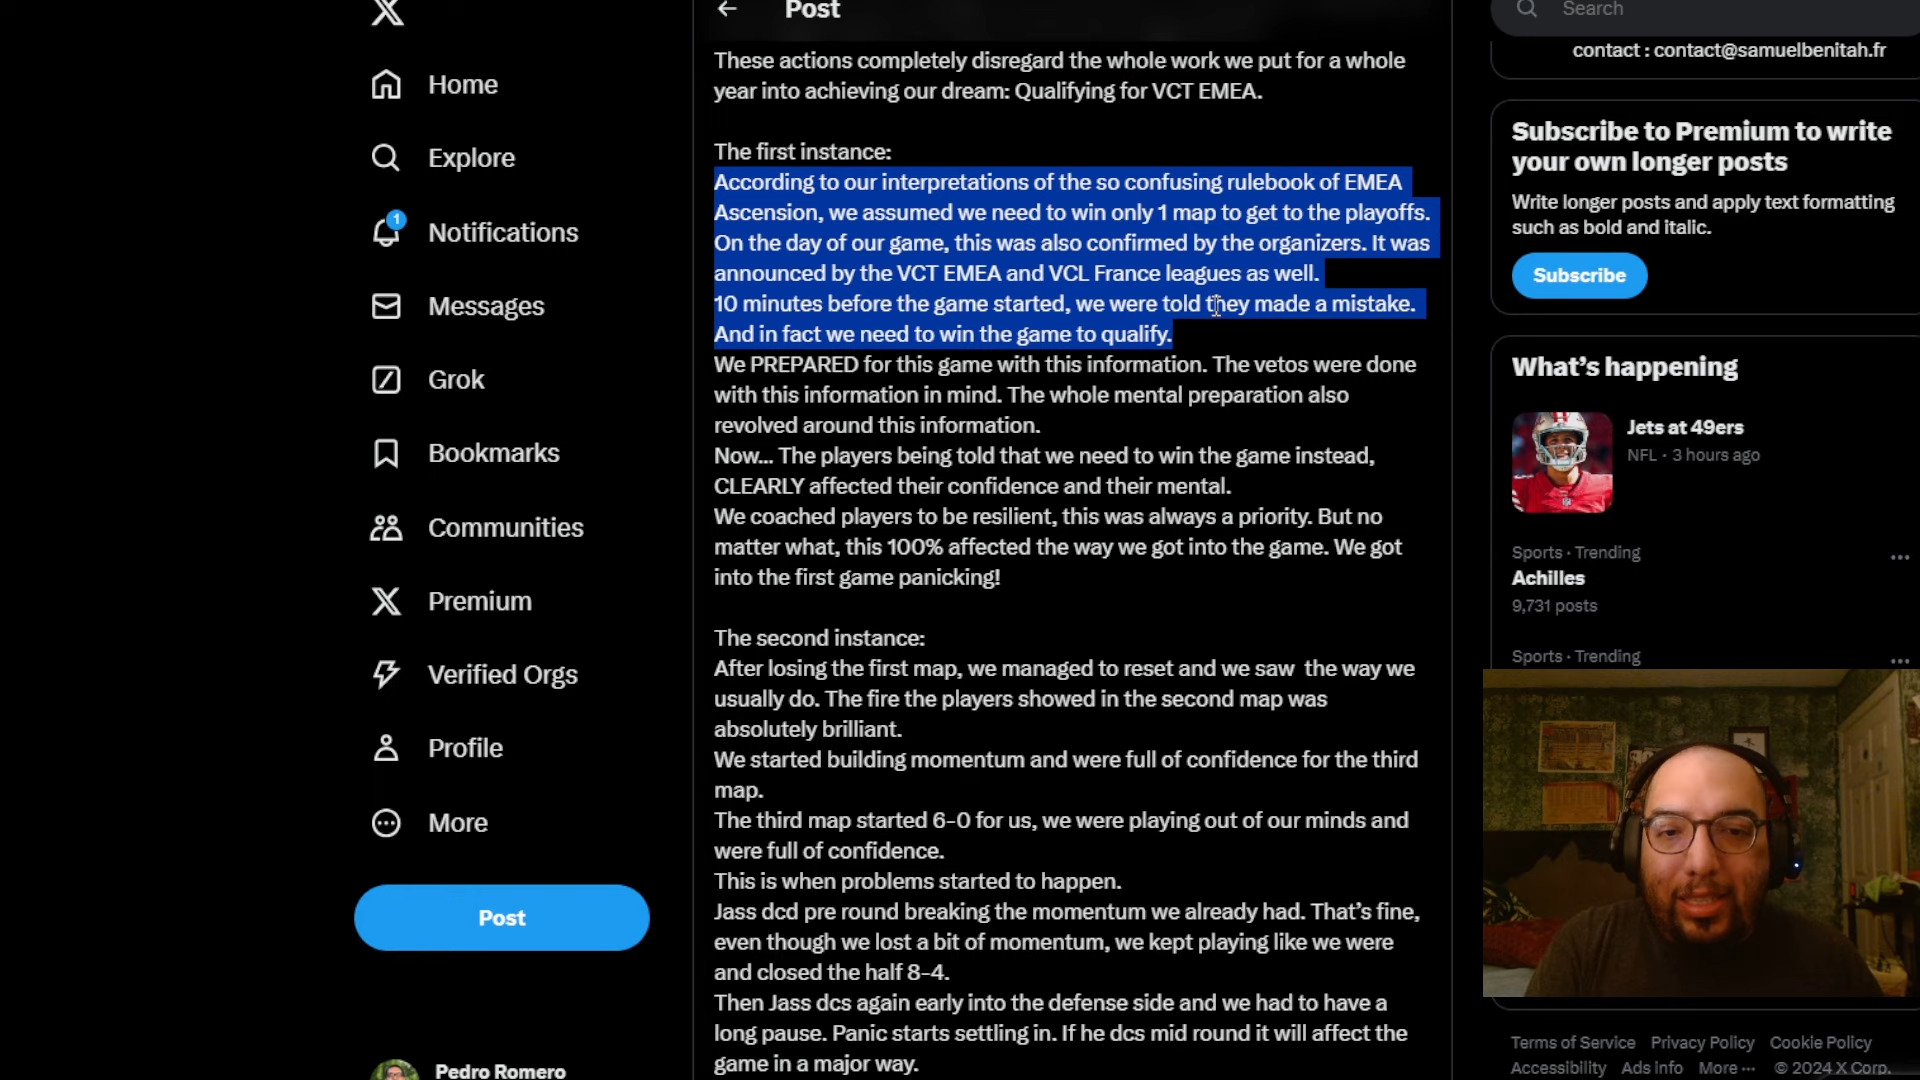 Home
Explore
1
Notifications
Messages
Grok
Bookmarks
Communities
Premium
Verified Orgs
Profile
More
Post
Pedro Romero
Post
These actions completely disregard the whole work we put for a whole
year into achieving our dream: Qualifying for VCT EMEA.
The first instance:
According to our interpretations of the so confusing rulebook of EMEA
Ascension, we assumed we need to win only 1 map to get to the playoffs.
On the day of our game, this was also confirmed by the organizers. It was
announced by the VCT EMEA and VCL France leagues as well.
10 minutes before the game started, we were told they made a mistake.
And in fact we need to win the game to qualify.
We PREPARED for this game with this information. The vetos were done
with this information in mind. The whole mental preparation also
revolved around this information.
Now... The players being told that we need to win the game instead,
CLEARLY affected their confidence and their mental.
We coached players to be resilient, this was always a priority. But no
matter what, this 100% affected the way we got into the game. We got
into the first game panicking!
The second instance:
After losing the first map, we managed to reset and we saw the way we
usually do. The fire the players showed in the second map was
absolutely brilliant.
We started building momentum and were full of confidence for the third
map.
The third map started 6-0 for us, we were playing out of our minds and
were full of confidence.
This is when problems started to happen.
Jass dcd pre round breaking the momentum we already had. That's fine,
even though we lost a bit of momentum, we kept playing like we were
and closed the half 8-4.
Then Jass dcs again early into the defense side and we had to have a
long pause. Panic starts settling in. If he dcs mid round it will affect the
game in a major way.
Search
contact : contact@samuelbenitah.fr
Subscribe to Premium to write
your own longer posts
Write longer posts and apply text formatting
such as bold and italic.
Subscribe
What's happening
Jets at 49ers
NFL · 3 hours ago
Sports · Trending
Achilles
9,731 posts
Sports · Trending
Terms of Service Privacy Policy Cookie Policy
Accessibility Ads info More ··· © 2024 X Corp.